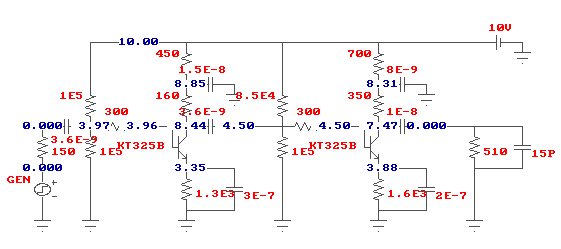 10V
10.00
450
700
1.5E-8
8E-9
8.85
8.31
1E5
160
8.5E4
350
300
3.6E-9
300
1E-8
0.000
3.97
3.96
8.44
4.50
4.50
7.47
0.000
3.6E-9
150
1E5
KT325B
1E5
KT325B
510
15P
0.000
3.35
3.88
GEN
1.3E3
3E-7
1.6E3
2E-7